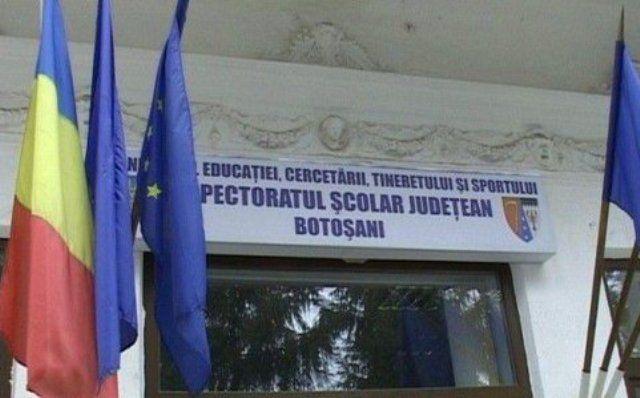 EDUCAȚIEI, CERCETĂRII, TINERETULUI ȘI SPORTULUI
PECTORATUL ȘCOLAR JUDEȚEAN
BOTOȘANI